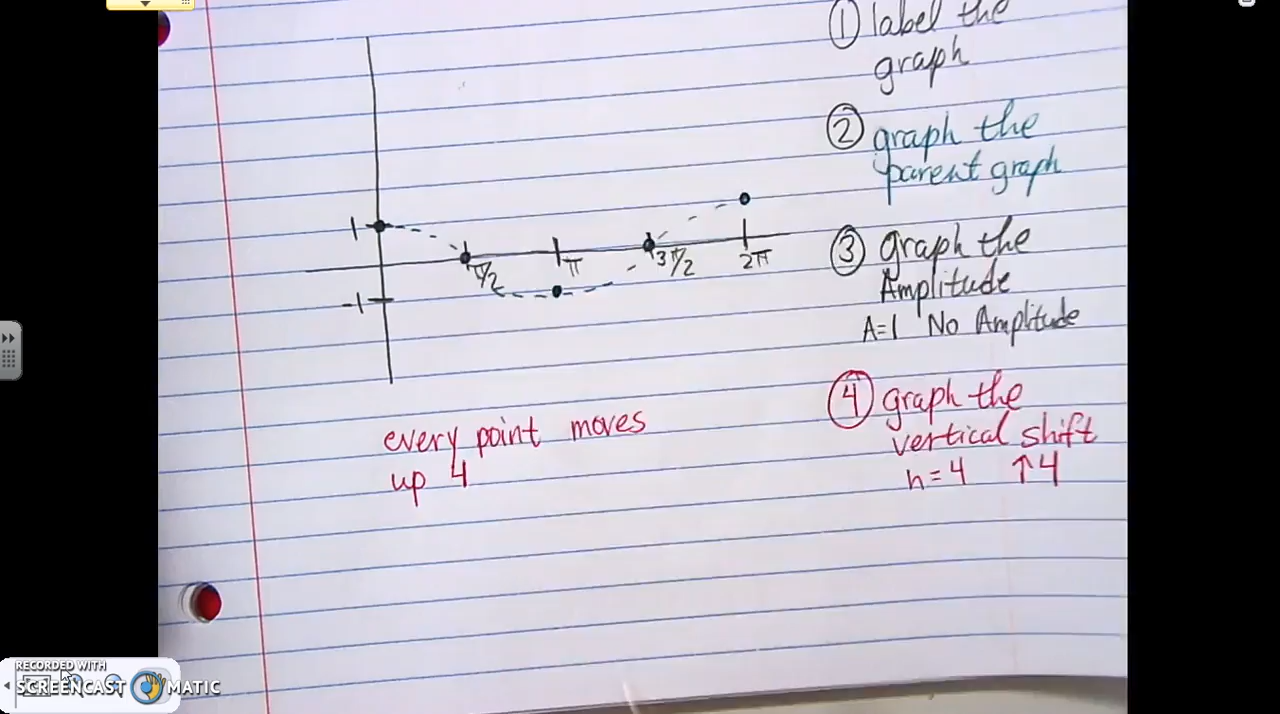 ① label the
graph
② graph the
parent graph
③ graph the
Amplitude
A=1 No Amplitude
④ graph the
vertical shift
h=4 ↑4
1
-1
π/2
π
3π/2
2π
every point moves
up 4
RECORDED WITH
SCREENCAST MATIC